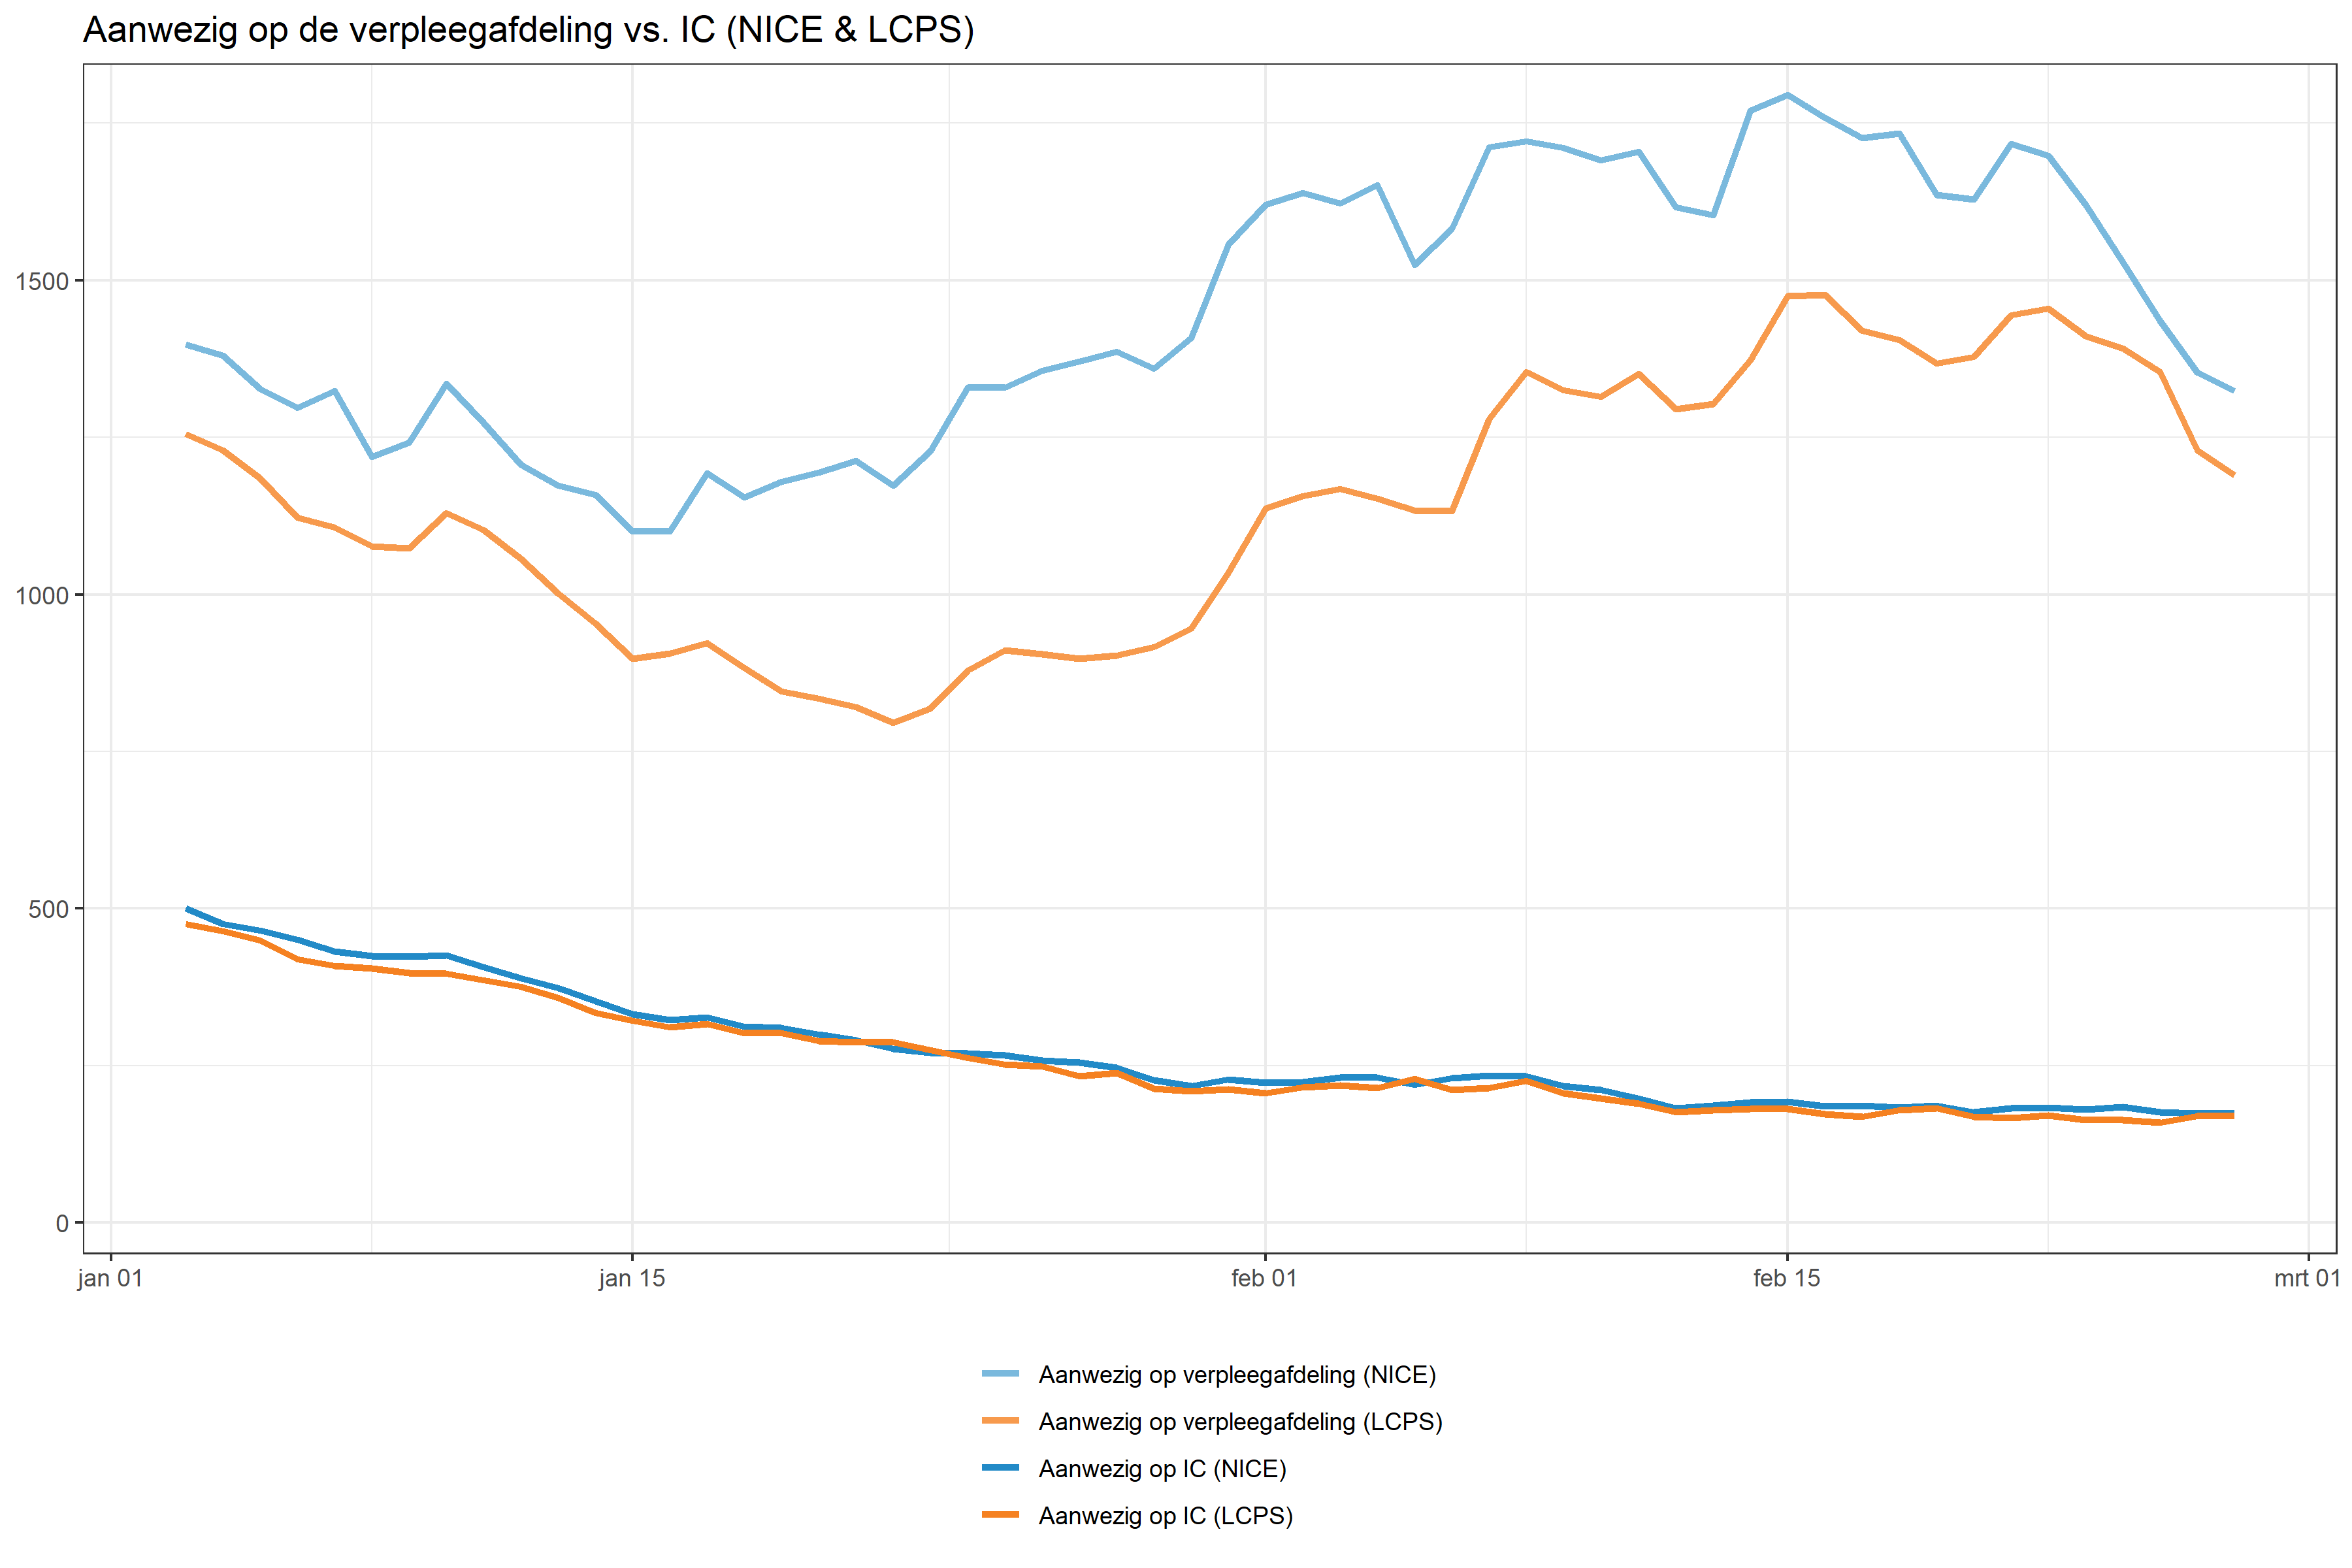 Aanwezig op de verpleegafdeling vs. IC (NICE & LCPS)
1500
1000
500
0
jan 01 jan 15 feb 01 feb 15 mrt 01
Aanwezig op verpleegafdeling (NICE)
Aanwezig op verpleegafdeling (LCPS)
Aanwezig op IC (NICE)
Aanwezig op IC (LCPS)